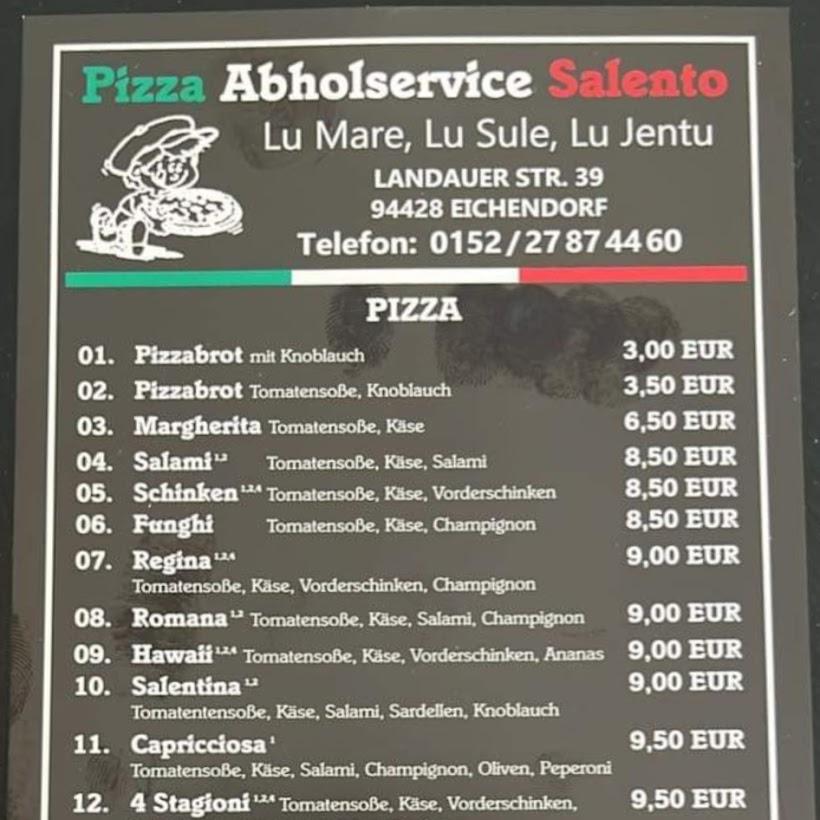 Pizza Abholservice Salento
Lu Mare, Lu Sule, Lu Jentu
LANDAUER STR. 39
94428 EICHENDORF
Telefon: 0152/27 87 44 60
PIZZA
01. Pizzabrot mit Knoblauch 3,00 EUR
02. Pizzabrot Tomatensoße, Knoblauch 3,50 EUR
03. Margherita Tomatensoße, Käse 6,50 EUR
04. Salami 1,2 Tomatensoße, Käse, Salami 8,50 EUR
05. Schinken 1,2,4 Tomatensoße, Käse, Vorderschinken 8,50 EUR
06. Funghi Tomatensoße, Käse, Champignon 8,50 EUR
07. Regina 1,2,4 9,00 EUR
Tomatensoße, Käse, Vorderschinken, Champignon
08. Romana 1,2 Tomatensoße, Käse, Salami, Champignon 9,00 EUR
09. Hawaii 1,2,4 Tomatensoße, Käse, Vorderschinken, Ananas 9,00 EUR
10. Salentina 1,2 9,00 EUR
Tomatentensoße, Käse, Salami, Sardellen, Knoblauch
11. Capricciosa 1 9,50 EUR
Tomatensoße, Käse, Salami, Champignon, Oliven, Peperoni
12. 4 Stagioni 1,2,4 Tomatensoße, Käse, Vorderschinken, 9,50 EUR